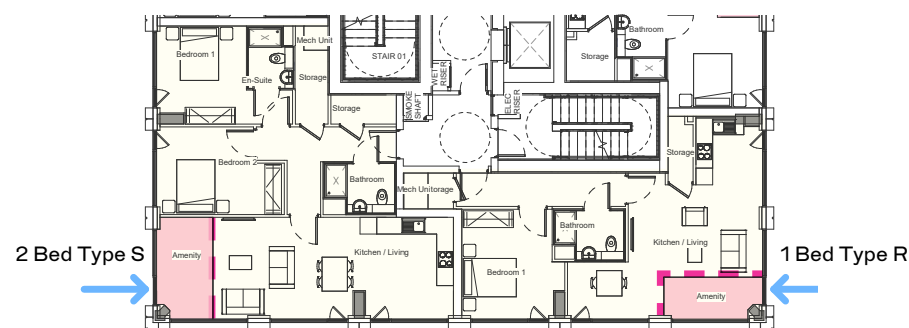 Bedroom 1
Mech Unit
STAIR 01
Bathroom
En-Suite
Storage
WET
RISER
Storage
SMOKE
SHAFT
ELEC
RISER
Storage
Storage
Bedroom 2
Bathroom
Mech Unitorage
Bathroom
Kitchen / Living
2 Bed Type S
Amenity
Kitchen / Living
Bedroom 1
1 Bed Type R
Amenity